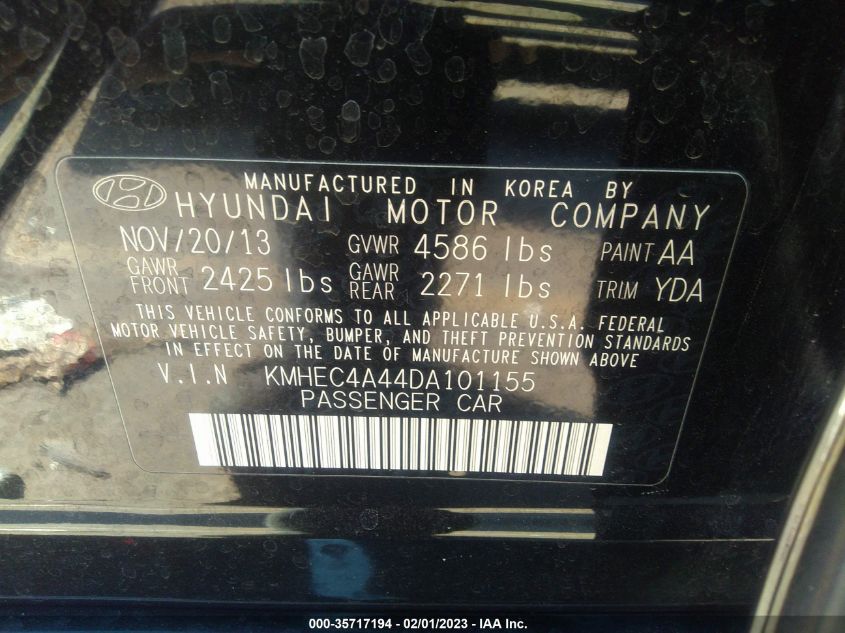 MANUFACTURED IN KOREA BY
HYUNDAI MOTOR COMPANY
NOV/20/13 GVWR 4586 lbs PAINT AA
GAWR FRONT 2425 lbs GAWR REAR 2271 lbs TRIM YDA
THIS VEHICLE CONFORMS TO ALL APPLICABLE U.S.A. FEDERAL
MOTOR VEHICLE SAFETY, BUMPER, AND THEFT PREVENTION STANDARDS
IN EFFECT ON THE DATE OF MANUFACTURE SHOWN ABOVE
V.I.N KMHEC4A44DA101155
PASSENGER CAR
000-35717194 - 02/01/2023 - IAA Inc.